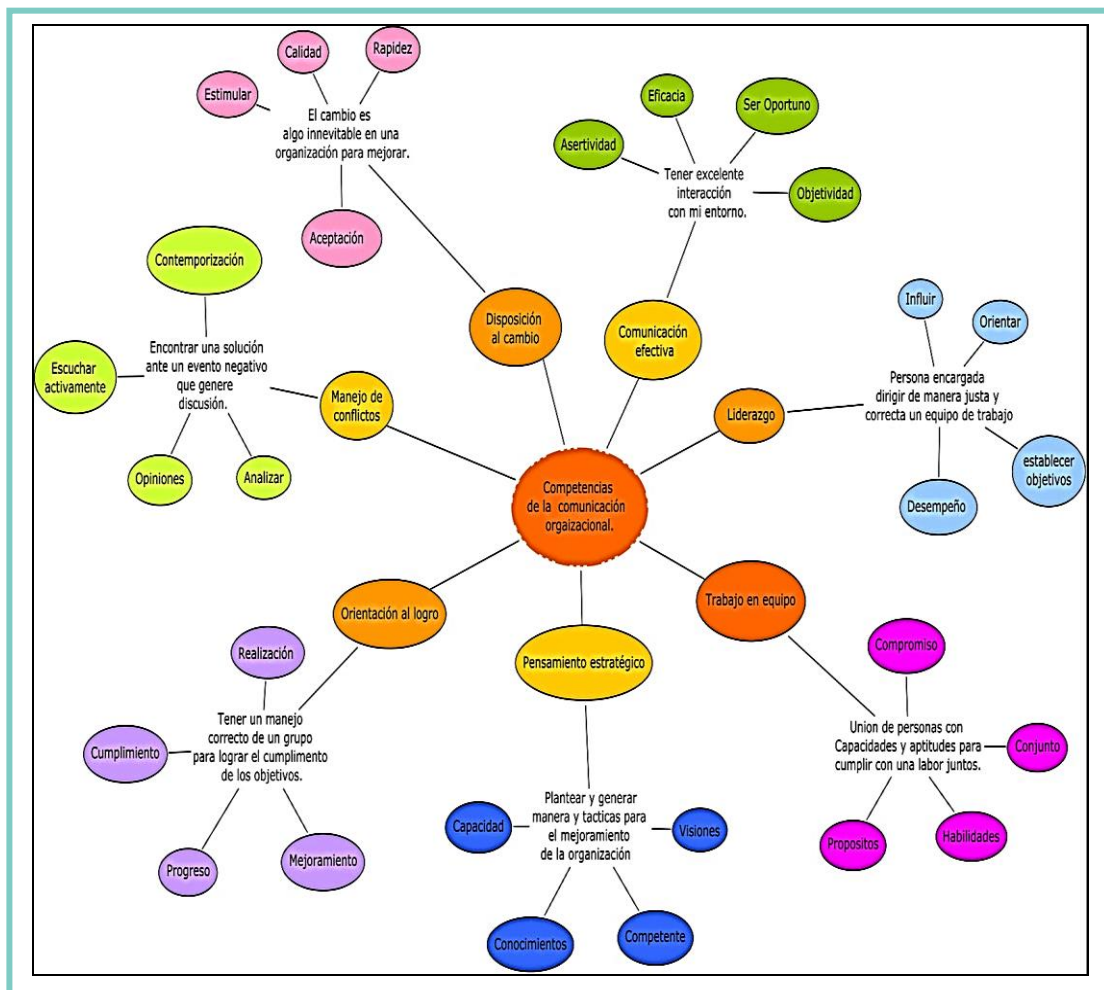 Calidad
Rapidez
Estimular
El cambio es
algo innevitable en una
organización para mejorar.
Aceptación
Eficacia
Ser Oportuno
Asertividad
Tener excelente
interacción
con mi entorno.
Objetividad
Contemporización
Encontrar una solución
ante un evento negativo
que genere
discusión.
Escuchar
activamente
Opiniones
Analizar
Manejo de
conflictos
Disposición
al cambio
Comunicación
efectiva
Influir
Orientar
Persona encargada
dirigir de manera justa y
correcta un equipo de trabajo
Liderazgo
establecer
objetivos
Desempeño
Competencias
de la comunicación
orgaizacional.
Orientación al logro
Trabajo en equipo
Pensamiento estratégico
Realización
Tener un manejo
correcto de un grupo
para lograr el cumplimento
de los objetivos.
Cumplimiento
Progreso
Mejoramiento
Compromiso
Union de personas con
Capacidades y aptitudes para
cumplir con una labor juntos.
Conjunto
Propositos
Habilidades
Plantear y generar
manera y tacticas para
el mejoramiento
de la organización
Capacidad
Visiones
Conocimientos
Competente